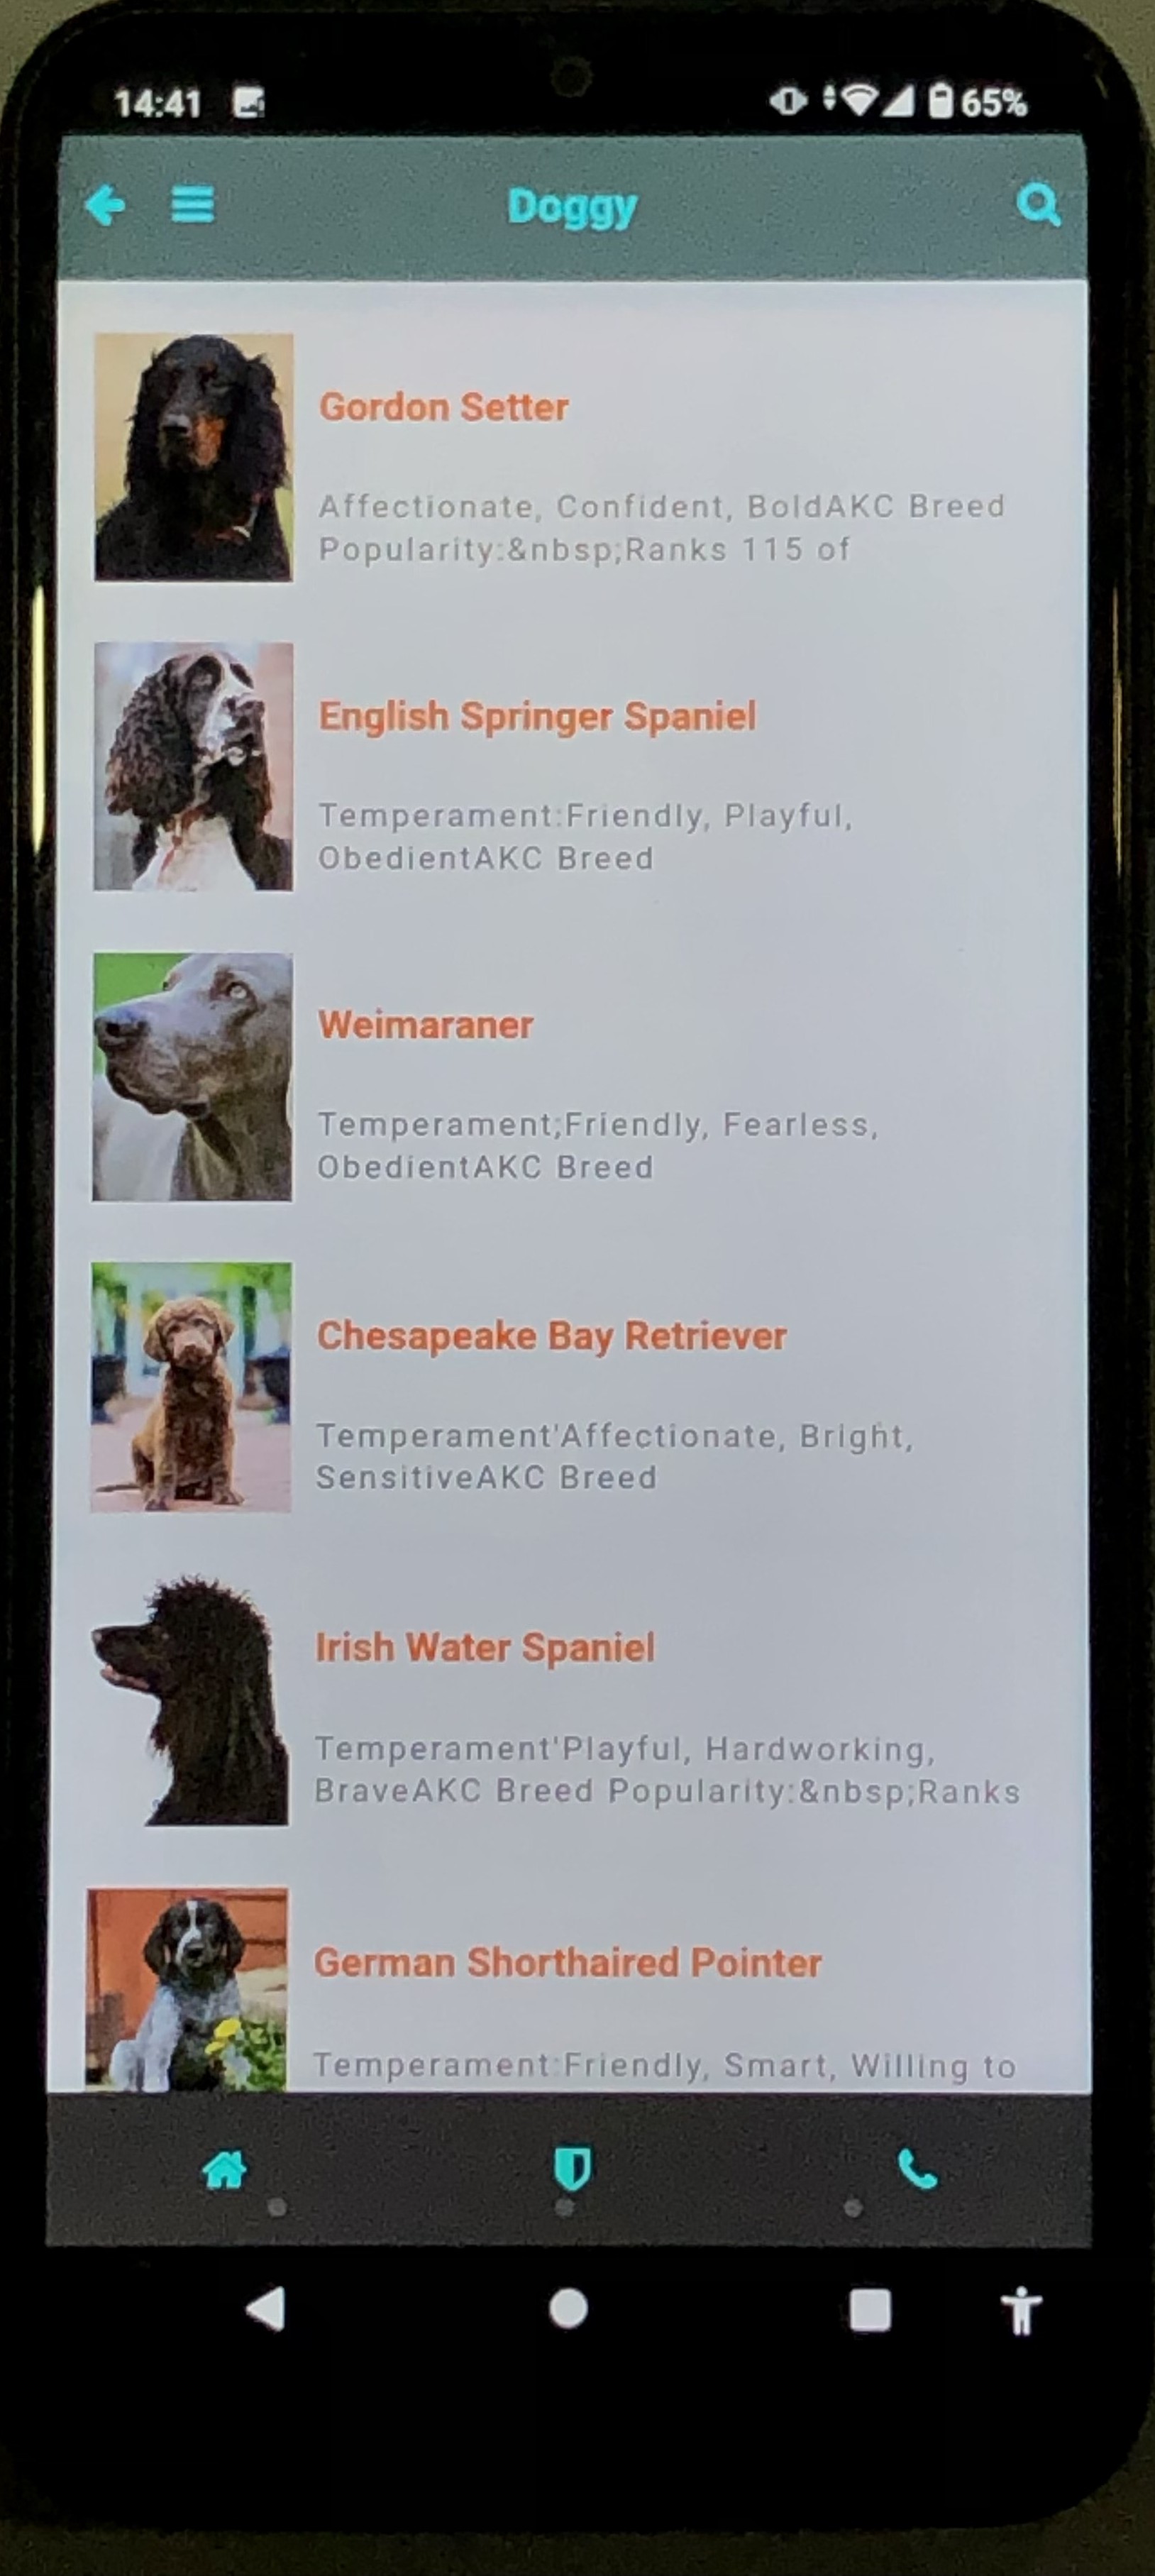 14:41 65%
Doggy
Gordon Setter
Affectionate, Confident, BoldAKC Breed
Popularity:&nbsp;Ranks 115 of
English Springer Spaniel
Temperament:Friendly, Playful,
ObedientAKC Breed
Weimaraner
Temperament;Friendly, Fearless,
ObedientAKC Breed
Chesapeake Bay Retriever
Temperament'Affectionate, Bright,
SensitiveAKC Breed
Irish Water Spaniel
Temperament'Playful, Hardworking,
BraveAKC Breed Popularity:&nbsp;Ranks
German Shorthaired Pointer
Temperament:Friendly, Smart, Willing to